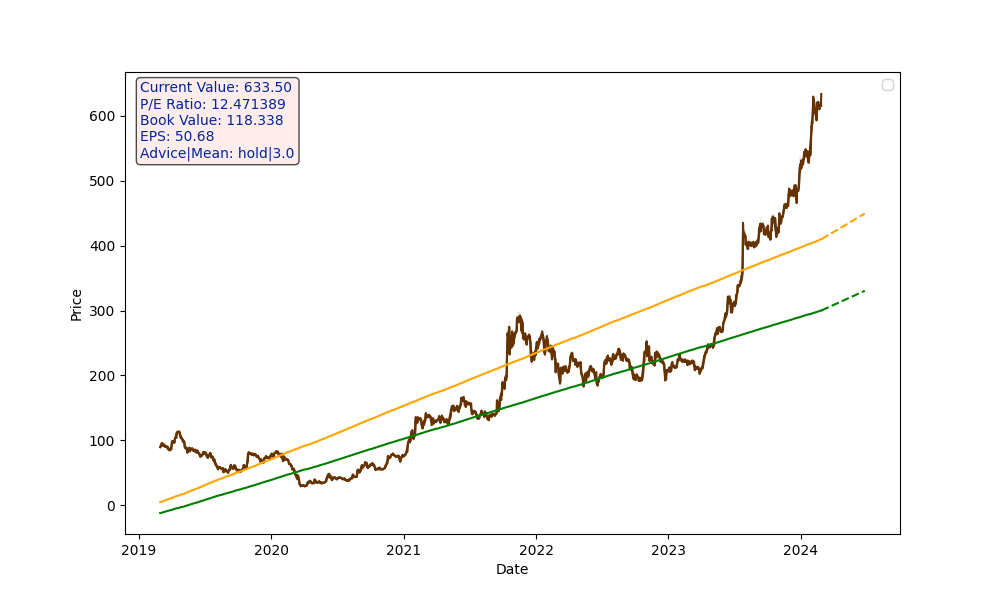 Current Value: 633.50
P/E Ratio: 12.471389
Book Value: 118.338
EPS: 50.68
Advice|Mean: hold|3.0
600
500
400
300
200
100
0
Price
2019 2020 2021 2022 2023 2024
Date